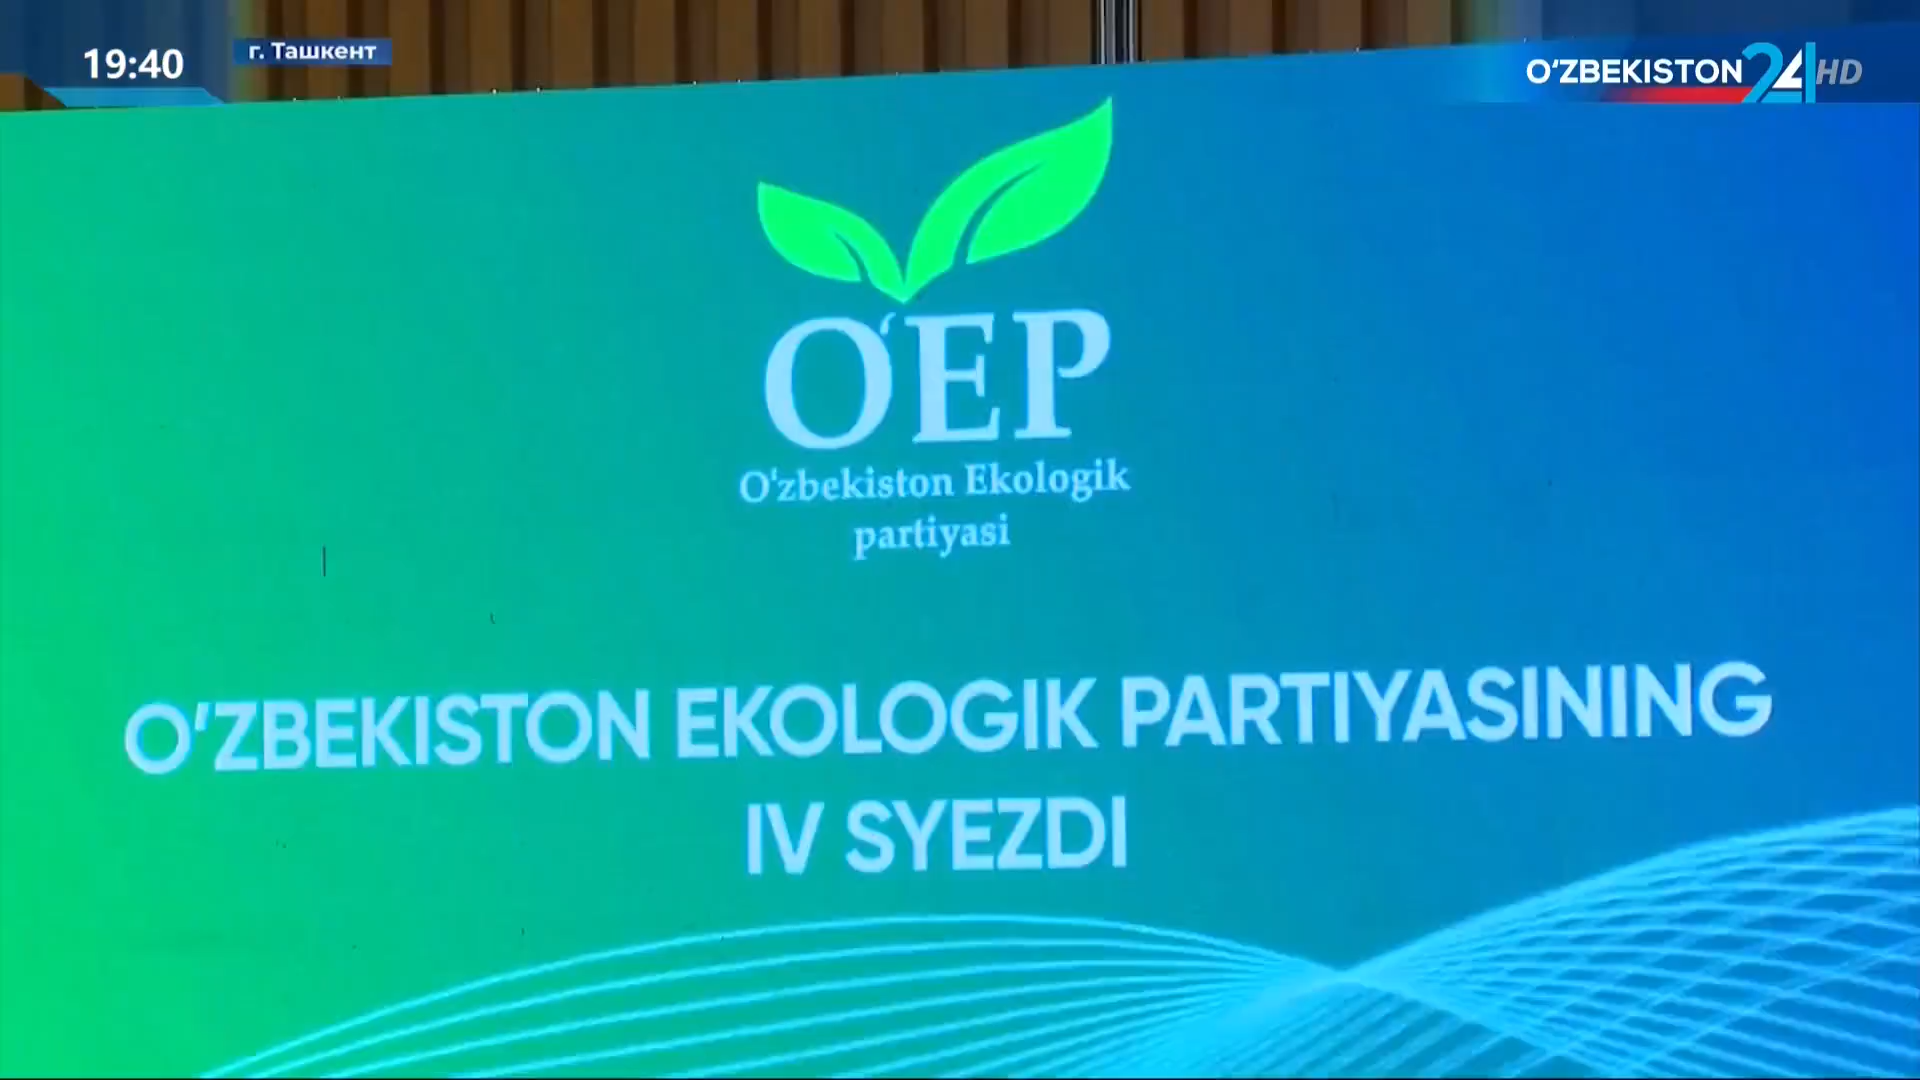 19:40
г. Ташкент
O‘ZBEKISTON 24 HD
O‘EP
O‘zbekiston Ekologik
partiyasi
O‘ZBEKISTON EKOLOGIK PARTIYASINING
IV SYEZDI